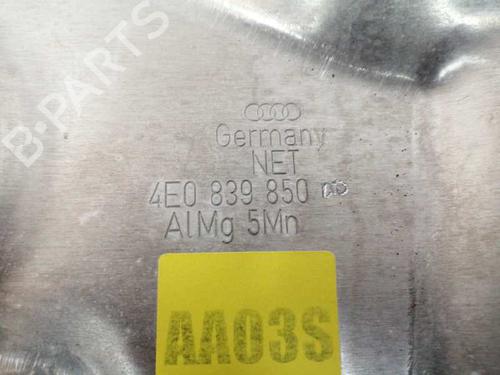 B-PARTS
Germany
NET
4E0 839 850
AlMg 5Mn
AA03S